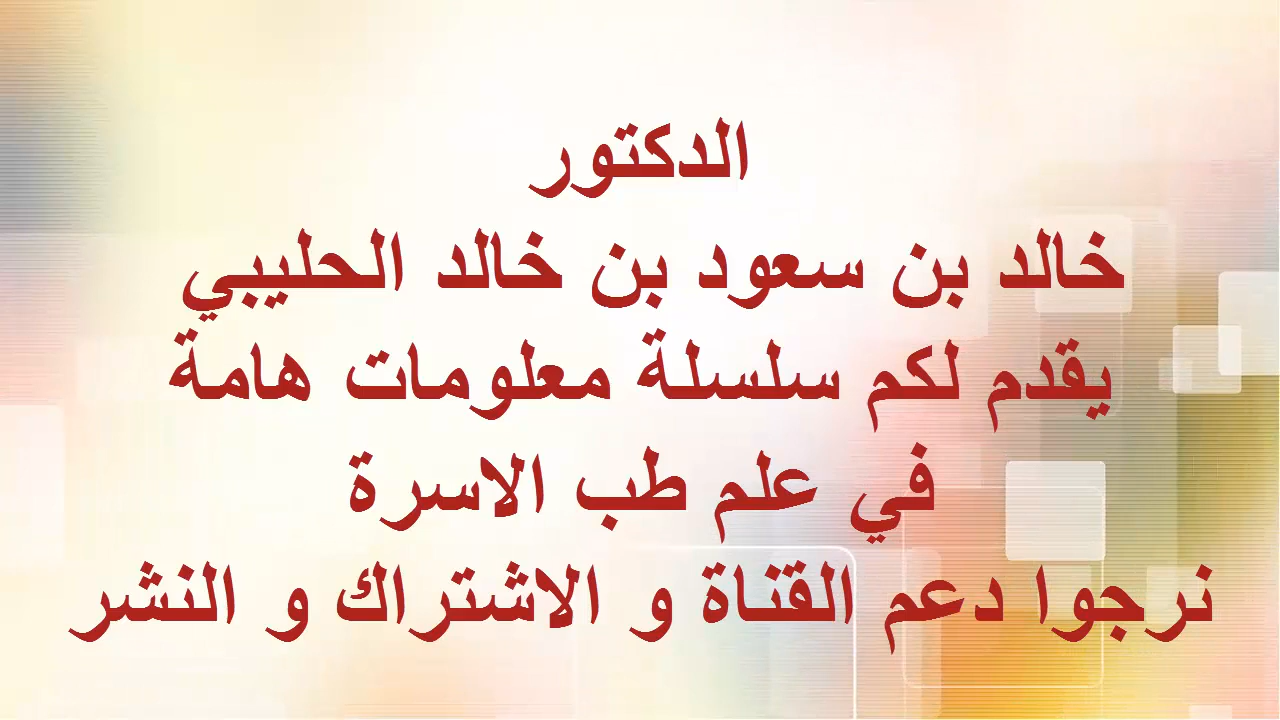 الدكتور
خالد بن سعود بن خالد الحليبي
يقدم لكم سلسلة معلومات هامة
في علم طب الاسرة
نرجوا دعم القناة و الاشتراك و النشر